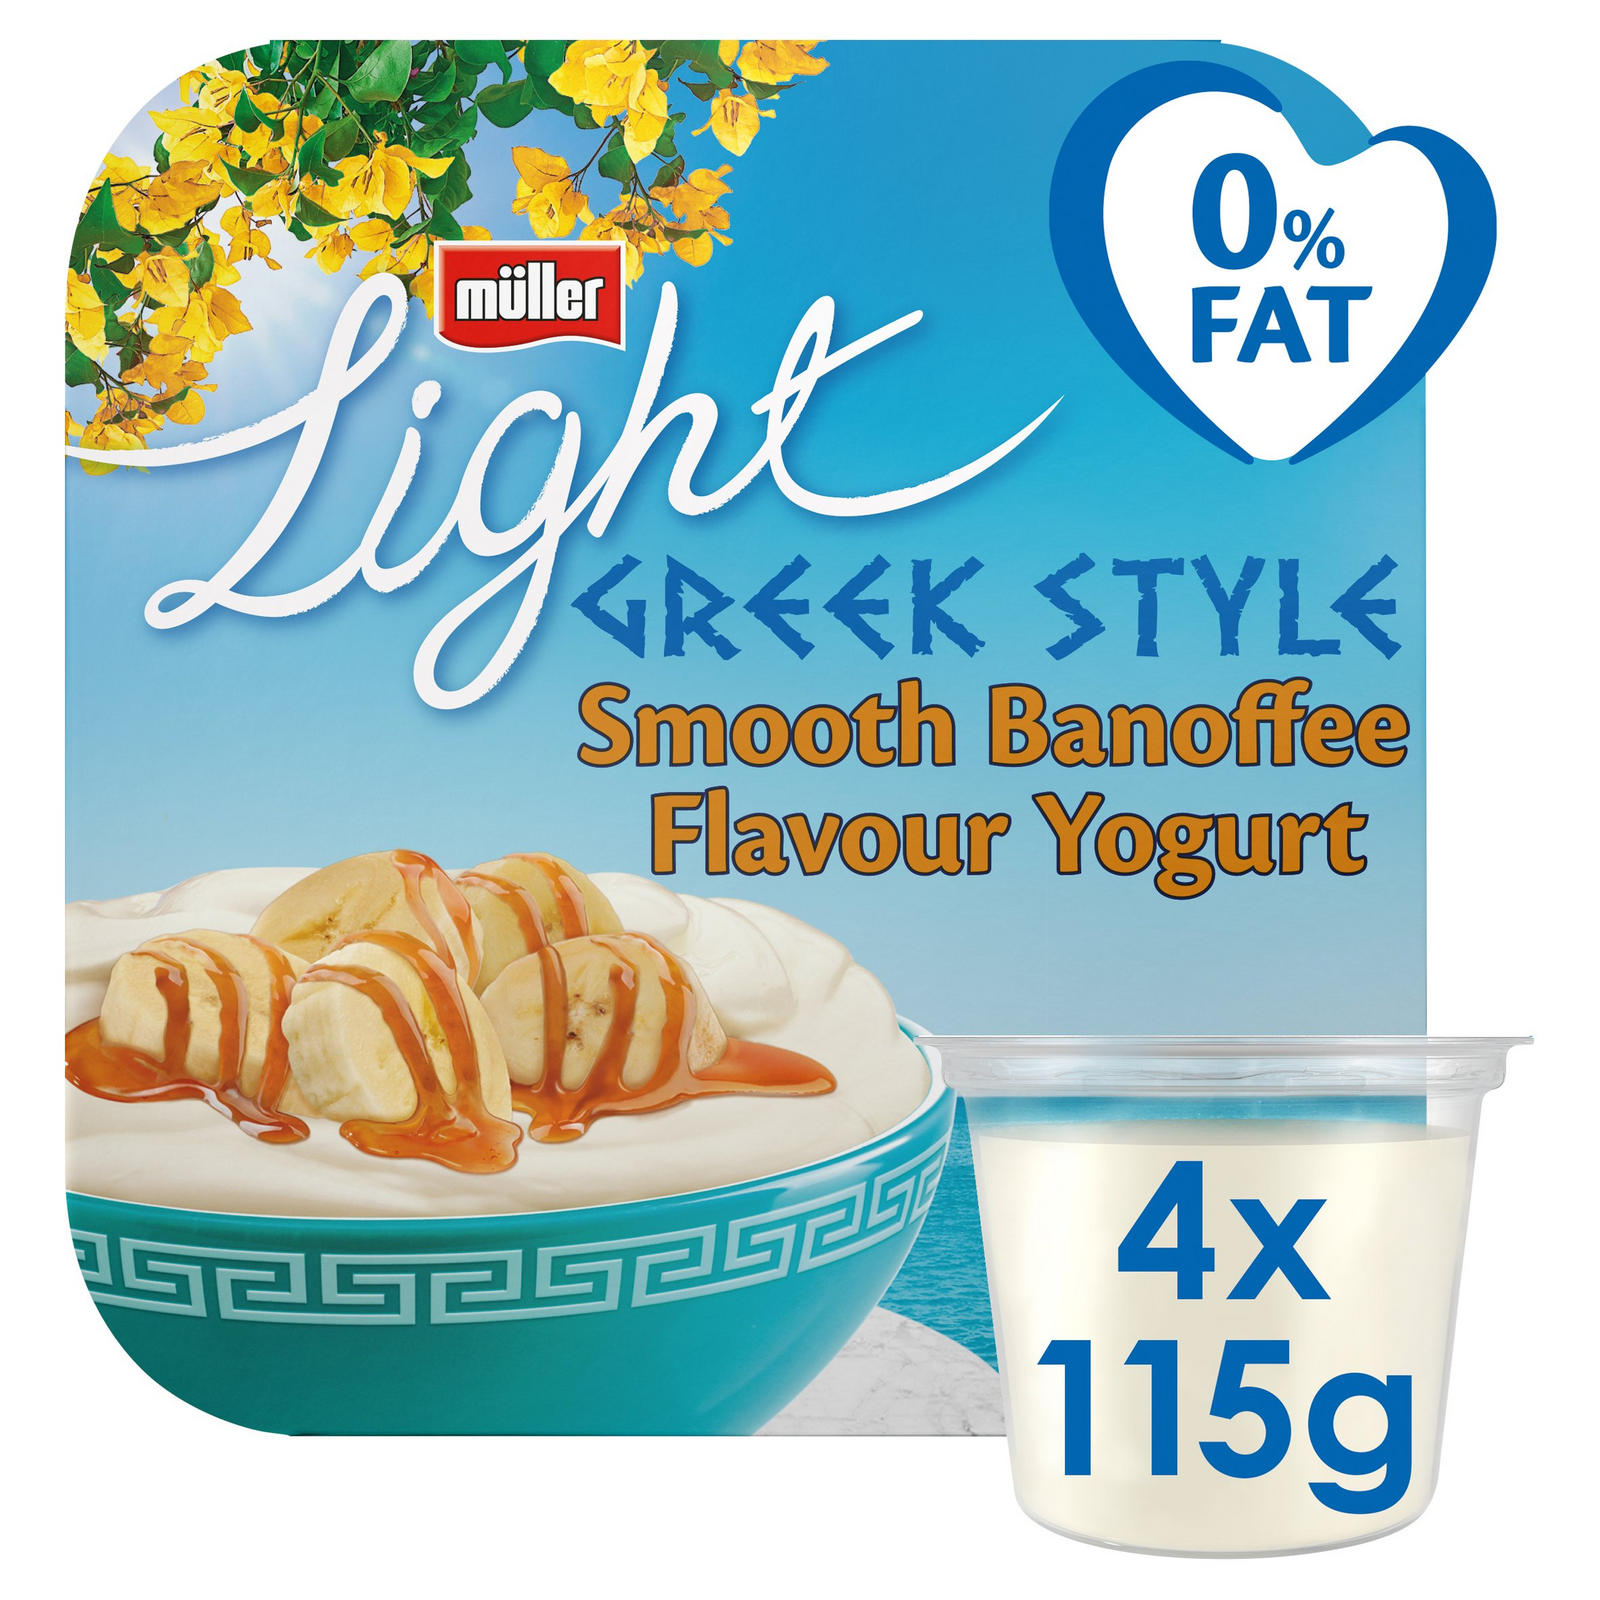 müller
Light
0%
FAT
GREEK STYLE
Smooth Banoffee
Flavour Yogurt
4x
115g